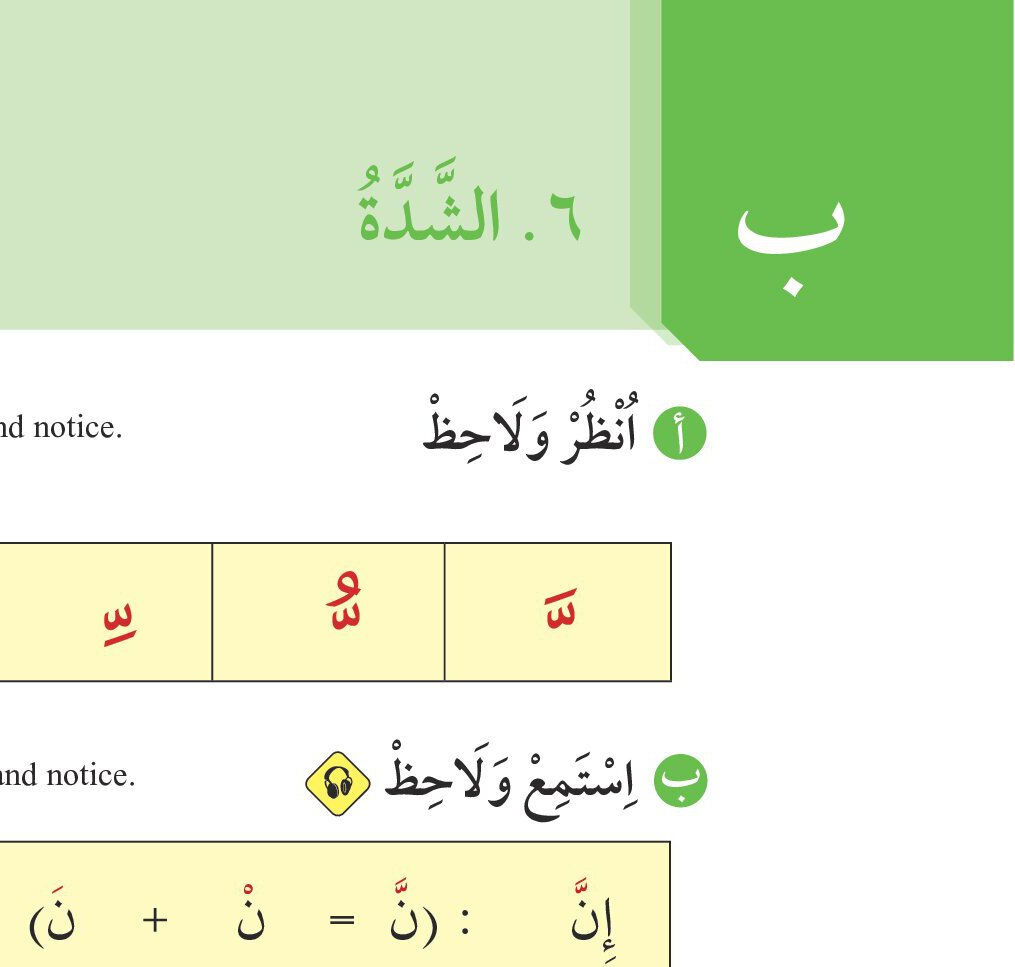 ب
٦. الشَّدَّةُ
أ اُنْظُرْ وَلَاحِظْ nd notice.
ـَّ ـُّ ـِّ
ب اِسْتَمِعْ وَلَاحِظْ and notice.
إِنَّ : (نَّ = نْ + نَ)